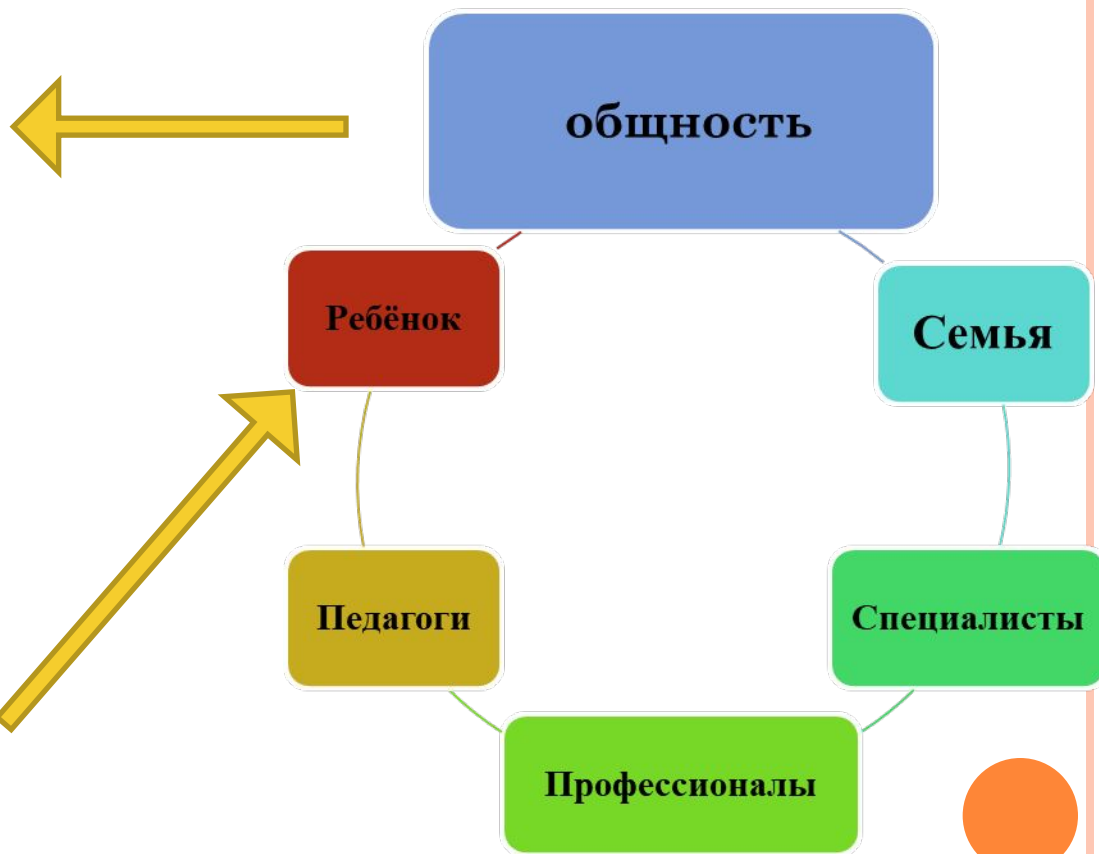 общность
Ребёнок
Семья
Педагоги
Специалисты
Профессионалы